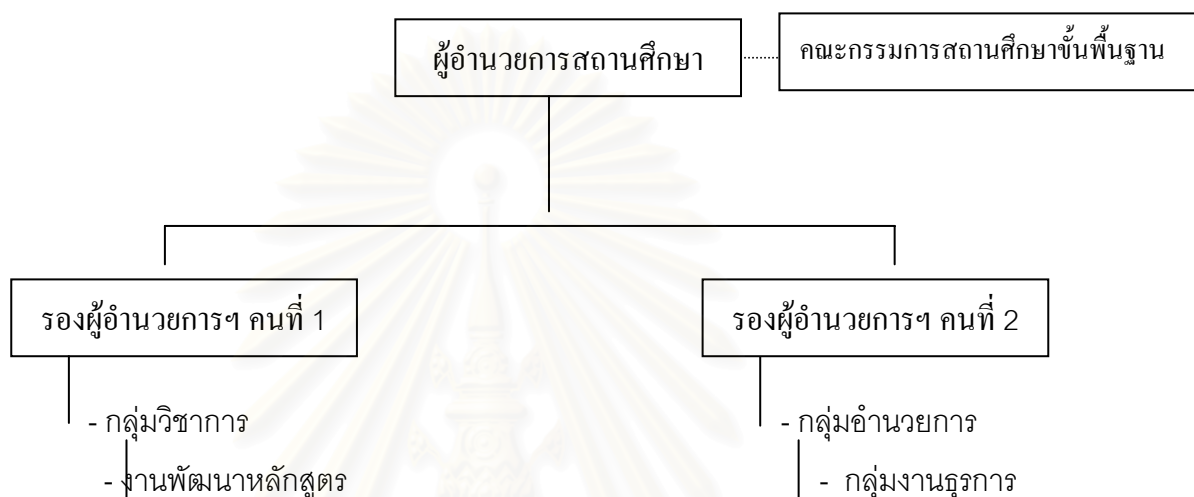 ผู้อำนวยการสถานศึกษา
คณะกรรมการสถานศึกษาขั้นพื้นฐาน
รองผู้อำนวยการฯ คนที่ 1
รองผู้อำนวยการฯ คนที่ 2
- กลุ่มวิชาการ
- กลุ่มอำนวยการ
- งานพัฒนาหลักสูตร
- กลุ่มงานธุรการ